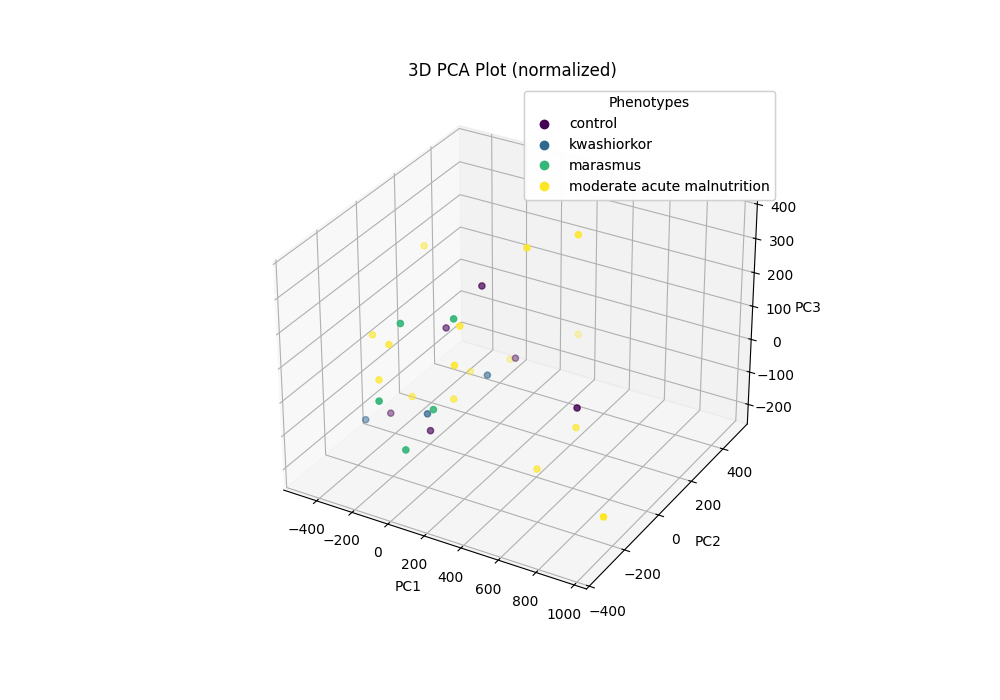 3D PCA Plot (normalized)
Phenotypes
control
kwashiorkor
marasmus
moderate acute malnutrition
400
300
200
100
0
−100
−200
PC3
400
200
0
−200
−400
PC2
−400
−200
0
200
400
600
800
1000
PC1